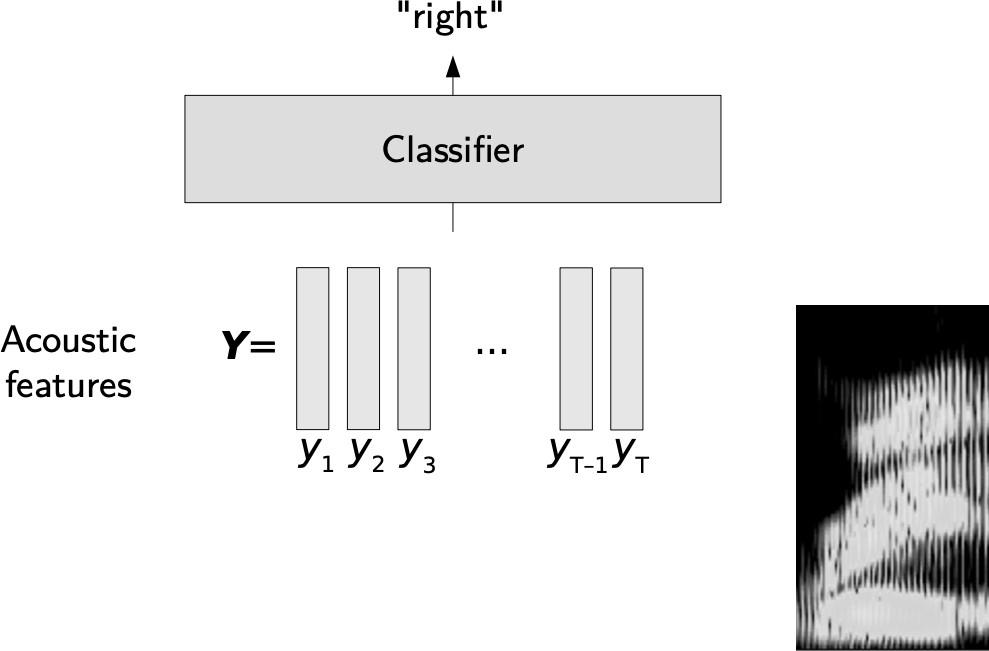 "right"
Classifier
Acoustic
features
Y=
...
y1 y2 y3 yT-1 yT